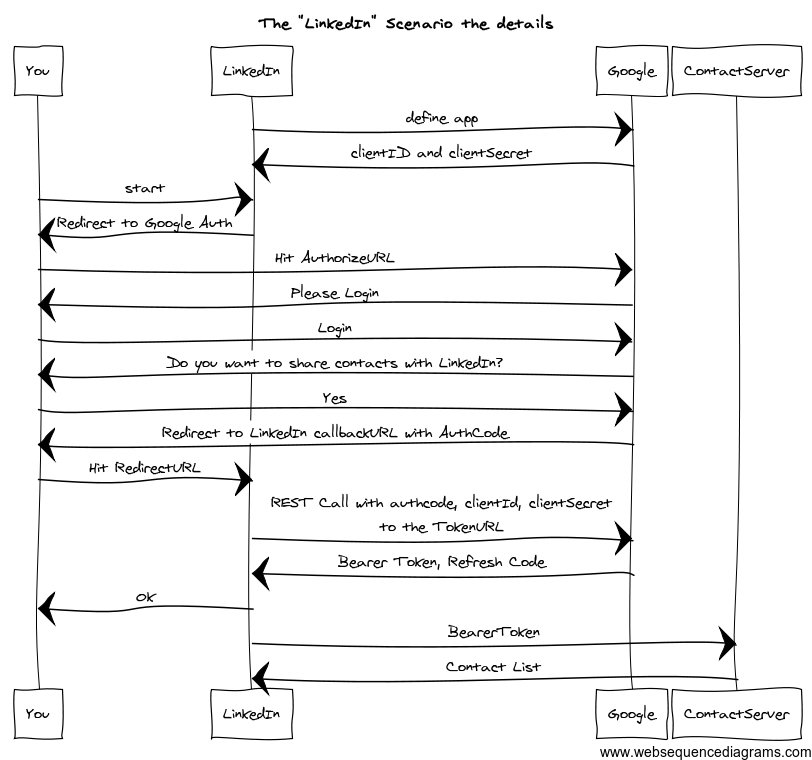 The "LinkedIn" Scenario the details
You
LinkedIn
Google
ContactServer
define app
clientID and clientSecret
start
Redirect to Google Auth
Hit AuthorizeURL
Please Login
Login
Do you want to share contacts with LinkedIn?
Yes
Redirect to LinkedIn callbackURL with AuthCode
Hit RedirectURL
REST Call with authcode, clientId, clientSecret
to the TokenURL
Bearer Token, Refresh Code
OK
BearerToken
Contact List
You
LinkedIn
Google
ContactServer
www.websequencediagrams.com